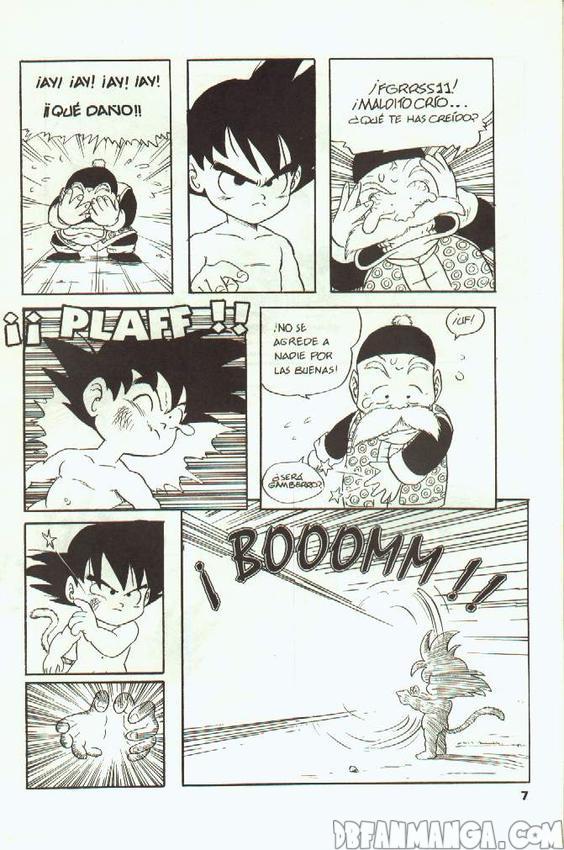 ¡AY! ¡AY! ¡AY! ¡AY!
¡¡QUÉ DAÑO!!
¡FGRRSS11!
¡MALDITO CRÍO...
¿QUÉ TE HAS CREÍDO?
¡¡ PLAFF !!
¡NO SE
AGREDE A
NADIE POR
LAS BUENAS!
¡UF!
¿SERÁ
GAMBERRO?
¡BOOOMM!!
7
DBFANMANGA.COM